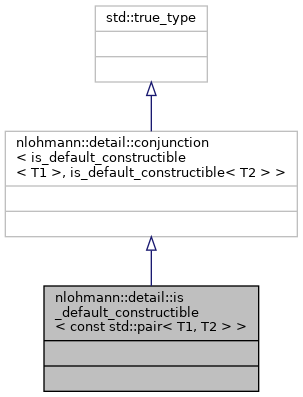 std::true_type
nlohmann::detail::conjunction
< is_default_constructible
< T1 >, is_default_constructible< T2 > >
nlohmann::detail::is
_default_constructible
< const std::pair< T1, T2 > >